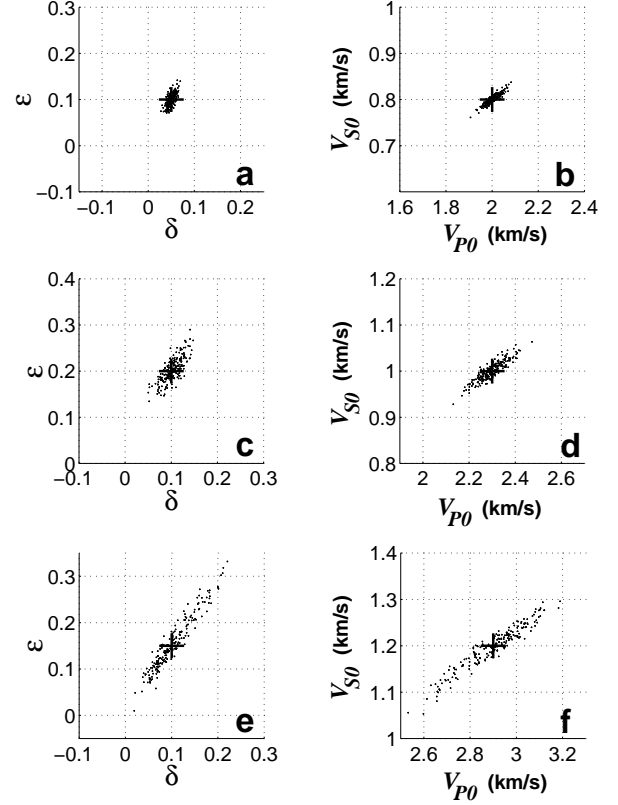 0.3
0.2
0.1
0
−0.1
ε
−0.1 0 0.1 0.2
δ
a
1
0.9
0.8
0.7
V_S0 (km/s)
1.6 1.8 2 2.2 2.4
V_P0 (km/s)
b
0.4
0.3
0.2
0.1
0
ε
−0.1 0 0.1 0.2 0.3
δ
c
1.2
1.1
1
0.9
0.8
V_S0 (km/s)
2 2.2 2.4 2.6
V_P0 (km/s)
d
0.3
0.2
0.1
0
ε
−0.1 0 0.1 0.2 0.3
δ
e
1.4
1.3
1.2
1.1
1
V_S0 (km/s)
2.6 2.8 3 3.2
V_P0 (km/s)
f